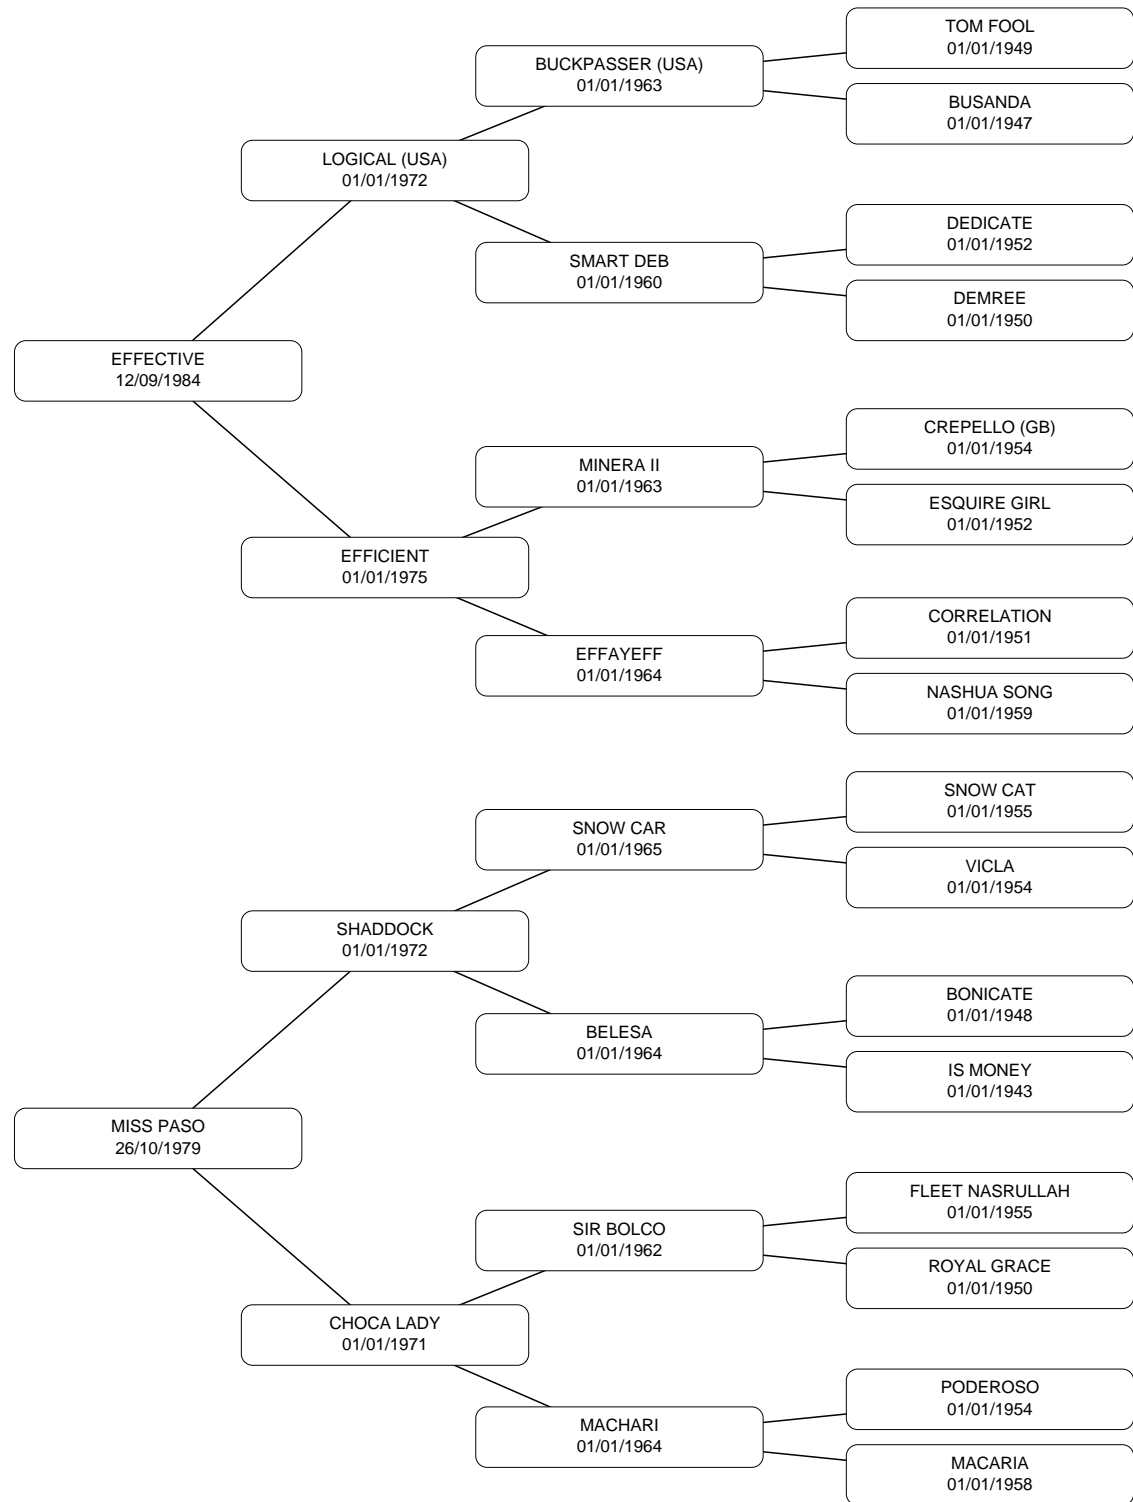 TOM FOOL
01/01/1949
BUCKPASSER (USA)
01/01/1963
BUSANDA
01/01/1947
LOGICAL (USA)
01/01/1972
DEDICATE
01/01/1952
SMART DEB
01/01/1960
DEMREE
01/01/1950
EFFECTIVE
12/09/1984
CREPELLO (GB)
01/01/1954
MINERA II
01/01/1963
ESQUIRE GIRL
01/01/1952
EFFICIENT
01/01/1975
CORRELATION
01/01/1951
EFFAYEFF
01/01/1964
NASHUA SONG
01/01/1959
SNOW CAT
01/01/1955
SNOW CAR
01/01/1965
VICLA
01/01/1954
SHADDOCK
01/01/1972
BONICATE
01/01/1948
BELESA
01/01/1964
IS MONEY
01/01/1943
MISS PASO
26/10/1979
FLEET NASRULLAH
01/01/1955
SIR BOLCO
01/01/1962
ROYAL GRACE
01/01/1950
CHOCA LADY
01/01/1971
PODEROSO
01/01/1954
MACHARI
01/01/1964
MACARIA
01/01/1958